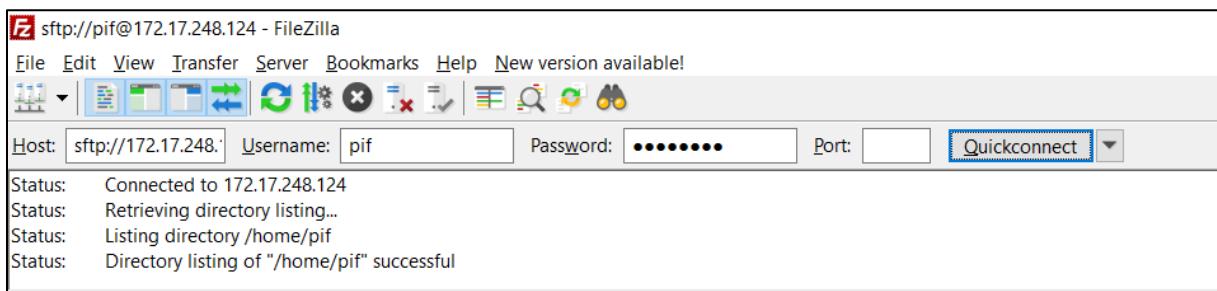 sftp://pif@172.17.248.124 - FileZilla
File Edit View Transfer Server Bookmarks Help New version available!
Host: sftp://172.17.248. Username: pif Password: ●●●●●●●● Port: Quickconnect
Status: Connected to 172.17.248.124
Status: Retrieving directory listing...
Status: Listing directory /home/pif
Status: Directory listing of "/home/pif" successful